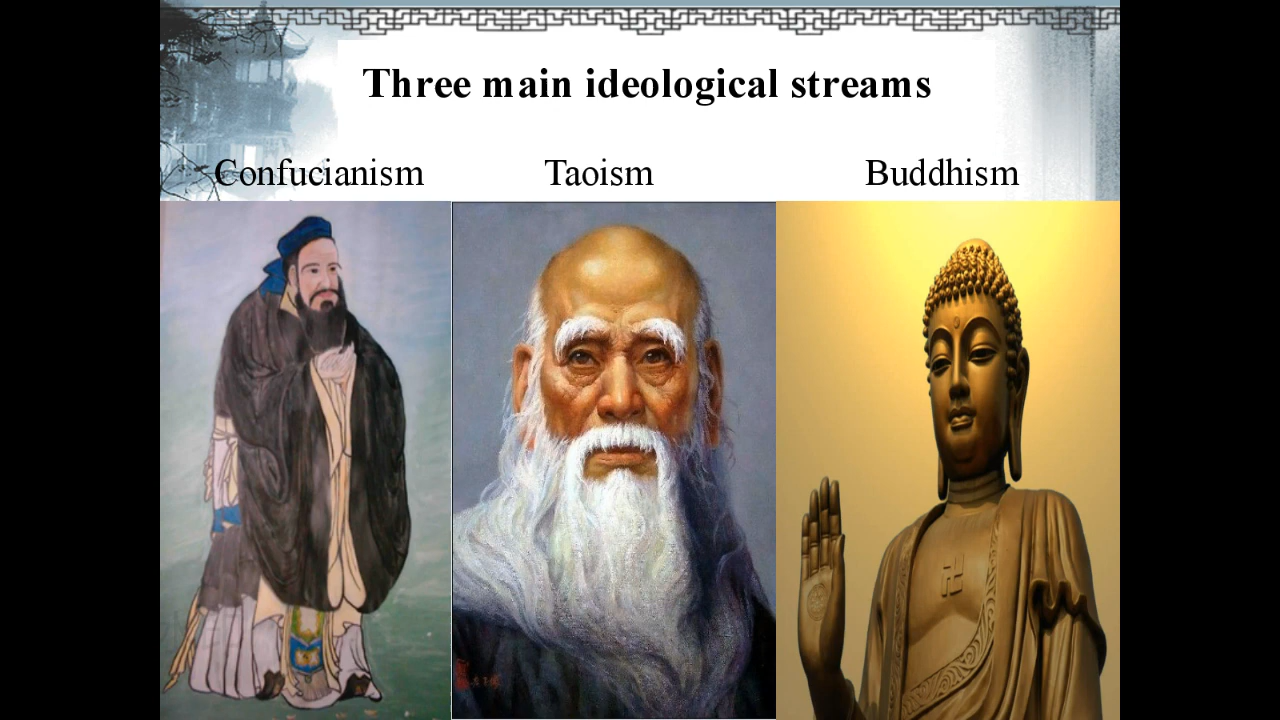 Three main ideological streams
Confucianism
Taoism
Buddhism